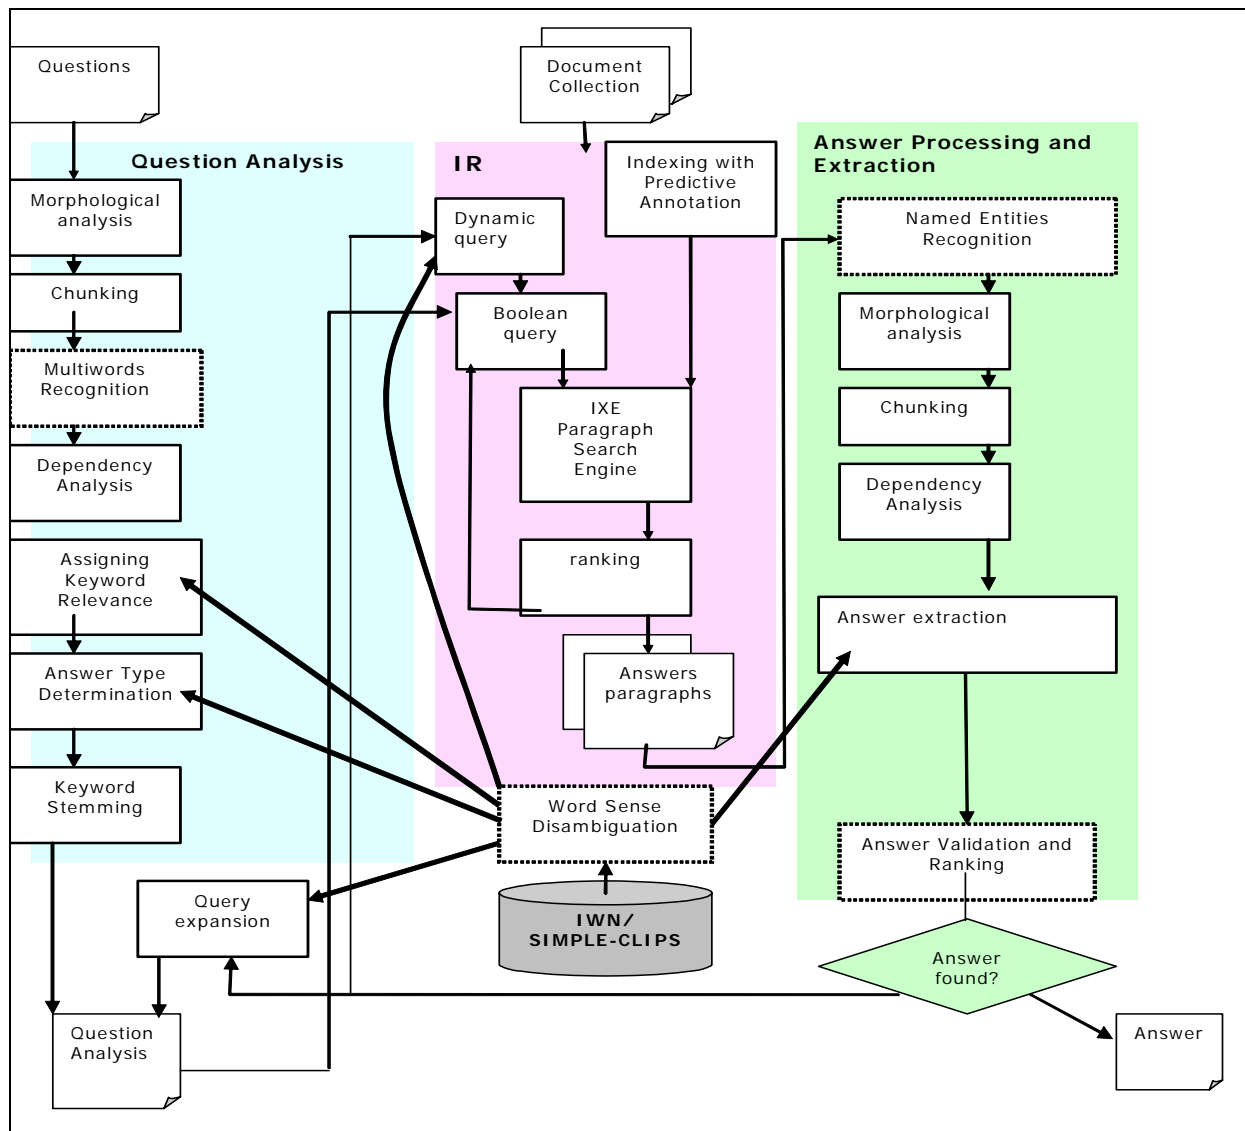 Questions
Document
Collection
Question Analysis
Morphological
analysis
Chunking
Multiwords
Recognition
Dependency
Analysis
Assigning
Keyword
Relevance
Answer Type
Determination
Keyword
Stemming
Query
expansion
Question
Analysis
IR
Indexing with
Predictive
Annotation
Dynamic
query
Boolean
query
IXE
Paragraph
Search
Engine
ranking
Answers
paragraphs
Word Sense
Disambiguation
IWN/
SIMPLE-CLIPS
Answer Processing and
Extraction
Named Entities
Recognition
Morphological
analysis
Chunking
Dependency
Analysis
Answer extraction
Answer Validation and
Ranking
Answer
found?
Answer